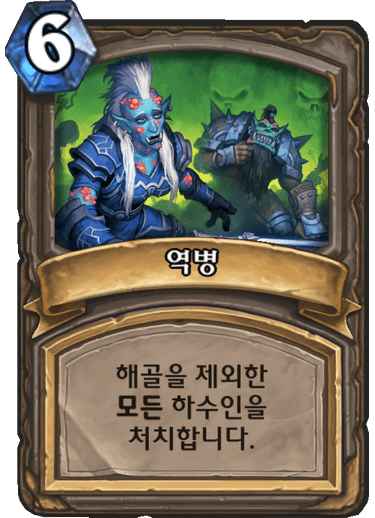 6
역병
해골을 제외한
모든 하수인을
처치합니다.